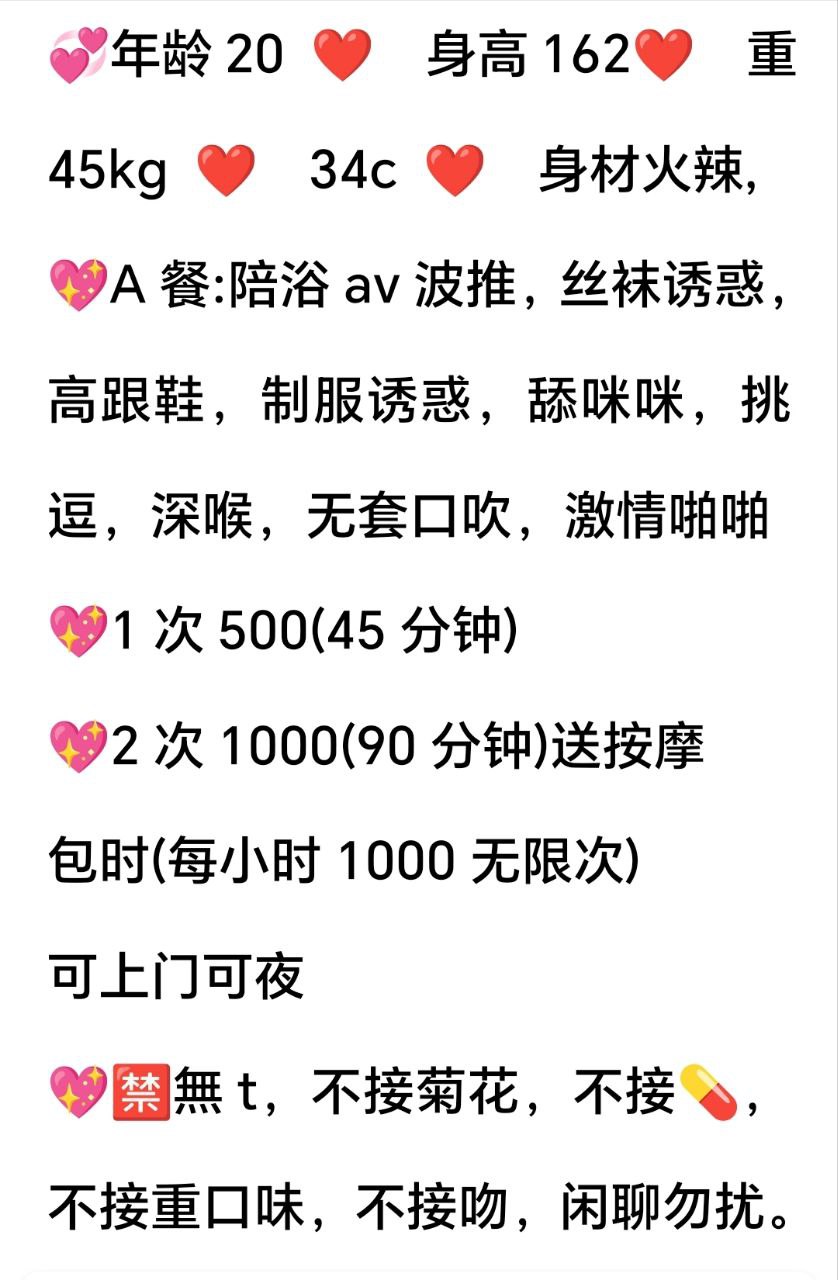 💞年龄 20 ❤️ 身高 162❤️ 重
45kg ❤️ 34c ❤️ 身材火辣,
💖A 餐:陪浴 av 波推，丝袜诱惑，
高跟鞋，制服诱惑，舔咪咪，挑
逗，深喉，无套口吹，激情啪啪
💖1 次 500(45 分钟)
💖2 次 1000(90 分钟)送按摩
包时(每小时 1000 无限次)
可上门可夜
💖🈲無 t，不接菊花，不接💊，
不接重口味，不接吻，闲聊勿扰。